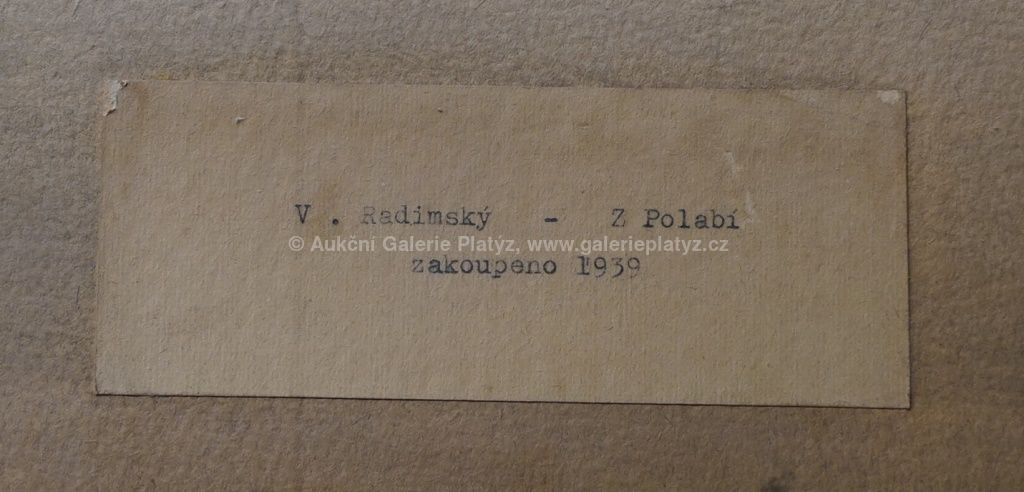 V . Radimský - Z Polabí
© Aukční Galerie Platýz, www.galerieplatyz.cz
zakoupeno 1939